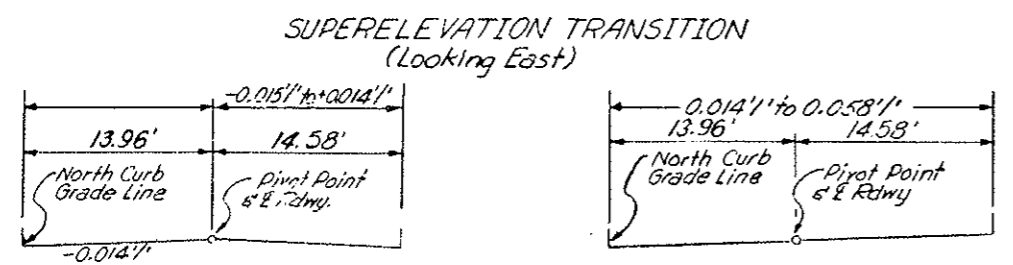 SUPERELEVATION TRANSITION
(Looking East)
-0.015'/' to +0.014'/'
13.96'
14.58'
North Curb
Grade Line
Pivot Point
& ℄ Rdwy.
-0.014'/'
0.014'/' to 0.058'/'
13.96'
14.58'
North Curb
Grade Line
Pivot Point
& ℄ Rdwy